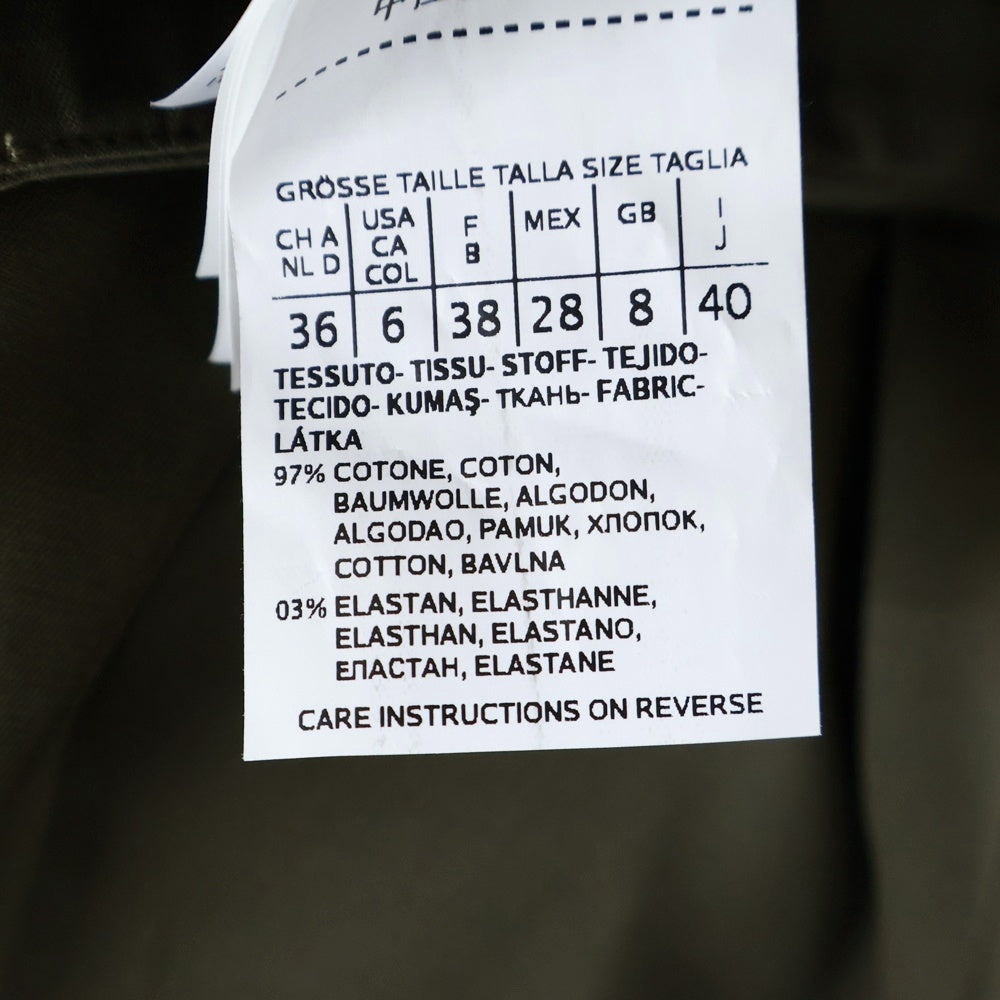 GRÖSSE TAILLE TALLA SIZE TAGLIA
CH A NL D USA CA COL F B MEX GB I J
36 6 38 28 8 40
TESSUTO- TISSU- STOFF- TEJIDO-
TECIDO- KUMAŞ- ТКАНЬ- FABRIC-
LÁTKA
97% COTONE, COTON,
BAUMWOLLE, ALGODON,
ALGODAO, PAMUK, ХЛОПОК,
COTTON, BAVLNA
03% ELASTAN, ELASTHANNE,
ELASTHAN, ELASTANO,
ЕЛАСТАН, ELASTANE
CARE INSTRUCTIONS ON REVERSE